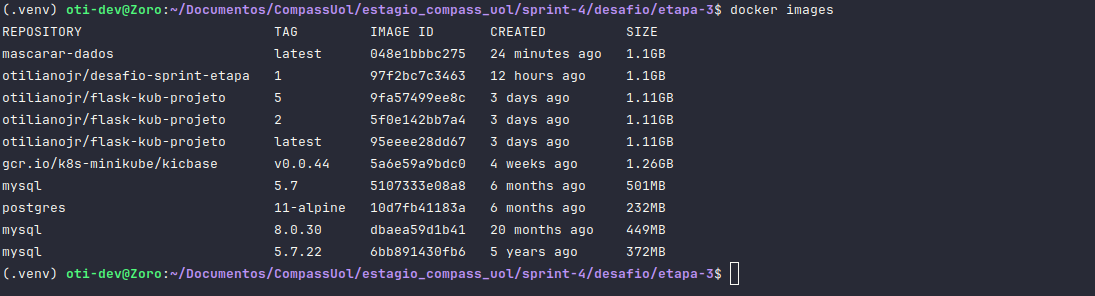 (.venv) oti-dev@Zoro:~/Documentos/CompassUol/estagio_compass_uol/sprint-4/desafio/etapa-3$ docker images
REPOSITORY TAG IMAGE ID CREATED SIZE
mascarar-dados latest 048e1bbbc275 24 minutes ago 1.1GB
otilianojr/desafio-sprint-etapa 1 97f2bc7c3463 12 hours ago 1.1GB
otilianojr/flask-kub-projeto 5 9fa57499ee8c 3 days ago 1.11GB
otilianojr/flask-kub-projeto 2 5f0e142bb7a4 3 days ago 1.11GB
otilianojr/flask-kub-projeto latest 95eeee28dd67 3 days ago 1.11GB
gcr.io/k8s-minikube/kicbase v0.0.44 5a6e59a9bdc0 4 weeks ago 1.26GB
mysql 5.7 5107333e08a8 6 months ago 501MB
postgres 11-alpine 10d7fb41183a 6 months ago 232MB
mysql 8.0.30 dbaea59d1b41 20 months ago 449MB
mysql 5.7.22 6bb891430fb6 5 years ago 372MB
(.venv) oti-dev@Zoro:~/Documentos/CompassUol/estagio_compass_uol/sprint-4/desafio/etapa-3$